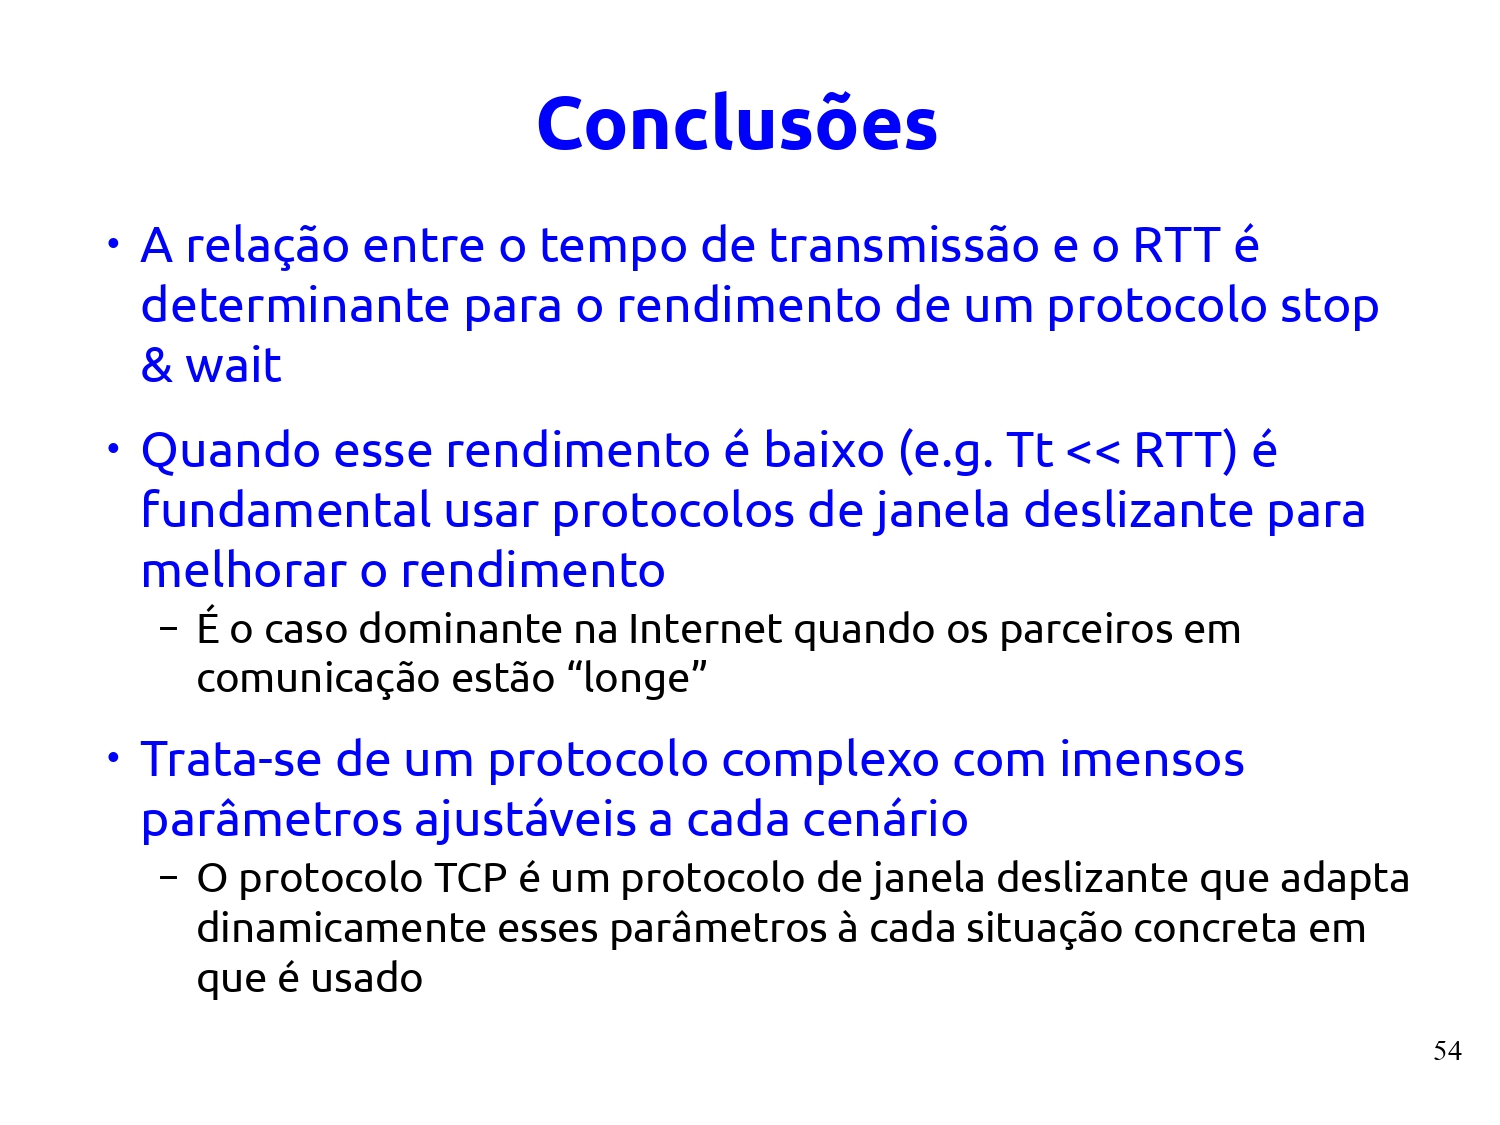 Conclusões
• A relação entre o tempo de transmissão e o RTT é
determinante para o rendimento de um protocolo stop
& wait
• Quando esse rendimento é baixo (e.g. Tt << RTT) é
fundamental usar protocolos de janela deslizante para
melhorar o rendimento
– É o caso dominante na Internet quando os parceiros em
comunicação estão “longe”
• Trata-se de um protocolo complexo com imensos
parâmetros ajustáveis a cada cenário
– O protocolo TCP é um protocolo de janela deslizante que adapta
dinamicamente esses parâmetros à cada situação concreta em
que é usado
54